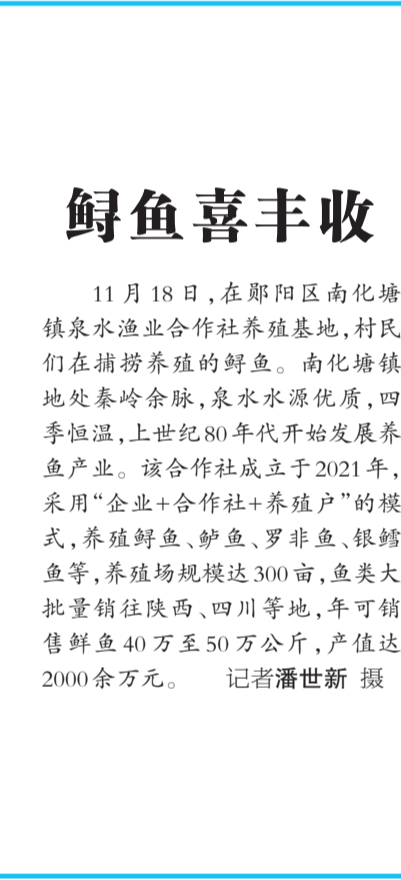 鲟鱼喜丰收
11月18日,在郧阳区南化塘
镇泉水渔业合作社养殖基地,村民
们在捕捞养殖的鲟鱼。南化塘镇
地处秦岭余脉,泉水水源优质,四
季恒温,上世纪80年代开始发展养
鱼产业。该合作社成立于2021年,
采用“企业+合作社+养殖户”的模
式,养殖鲟鱼、鲈鱼、罗非鱼、银鳕
鱼等,养殖场规模达300亩,鱼类大
批量销往陕西、四川等地,年可销
售鲜鱼40万至50万公斤,产值达
2000余万元。 记者潘世新 摄